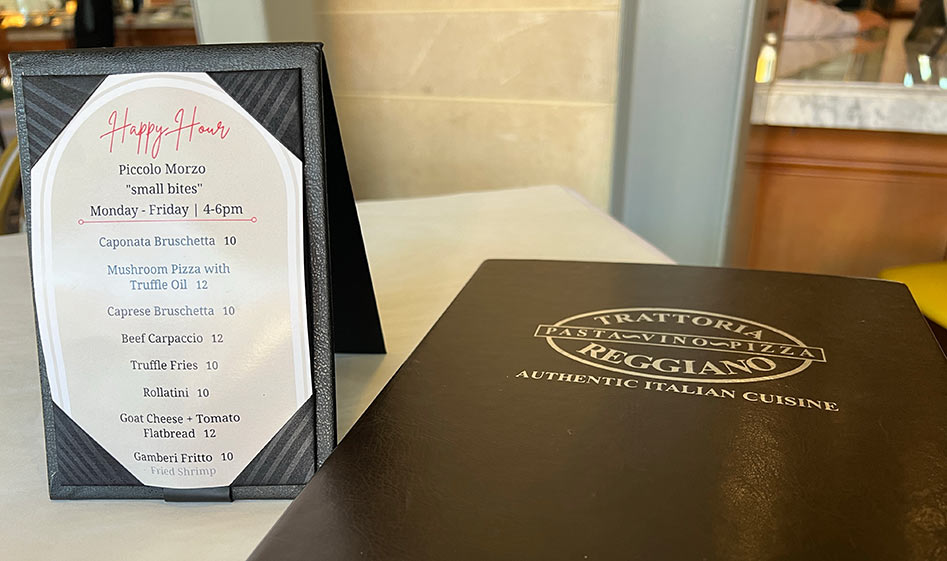 Happy Hour
Piccolo Morzo
"small bites"
Monday - Friday | 4-6pm
Caponata Bruschetta 10
Mushroom Pizza with
Truffle Oil 12
Caprese Bruschetta 10
Beef Carpaccio 12
Truffle Fries 10
Rollatini 10
Goat Cheese + Tomato
Flatbread 12
Gamberi Fritto 10
Fried Shrimp
TRATTORIA
PASTA~VINO~PIZZA
REGGIANO
AUTHENTIC ITALIAN CUISINE